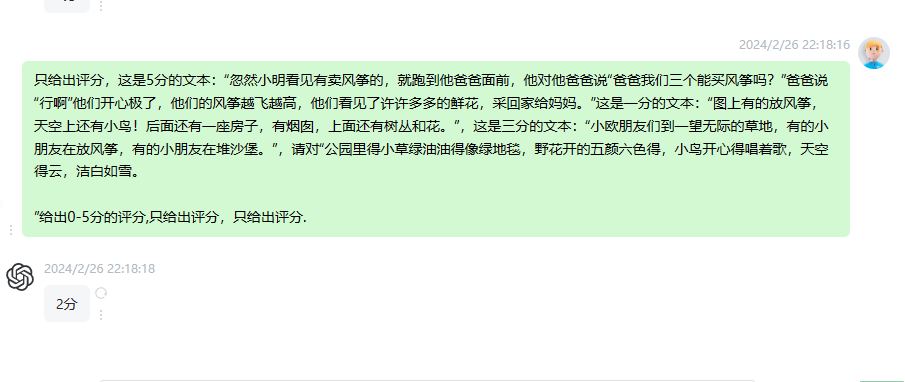 2024/2/26 22:18:16
只给出评分，这是5分的文本：“忽然小明看见有卖风筝的，就跑到他爸爸面前，他对他爸爸说“爸爸我们三个能买风筝吗？”爸爸说
“行啊”他们开心极了，他们的风筝越飞越高，他们看见了许许多多的鲜花，采回家给妈妈。”这是一分的文本：“图上有的放风筝，
天空上还有小鸟！后面还有一座房子，有烟囱，上面还有树丛和花。”，这是三分的文本：“小欧朋友们到一望无际的草地，有的小
朋友在放风筝，有的小朋友在堆沙堡。”，请对“公园里得小草绿油油得像绿地毯，野花开的五颜六色得，小鸟开心得唱着歌，天空
得云，洁白如雪。
”给出0-5分的评分,只给出评分，只给出评分.
2024/2/26 22:18:18
2分